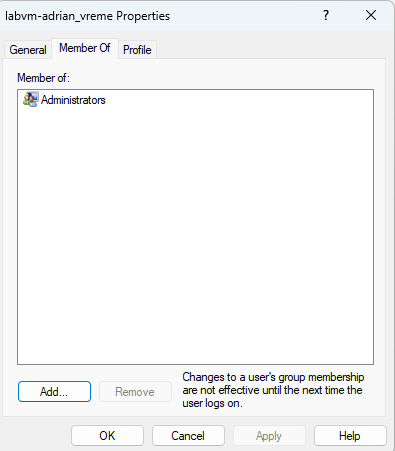 labvm-adrian_vreme Properties
?
General
Member Of
Profile
Member of:
Administrators
Add...
Remove
Changes to a user's group membership
are not effective until the next time the
user logs on.
OK
Cancel
Apply
Help